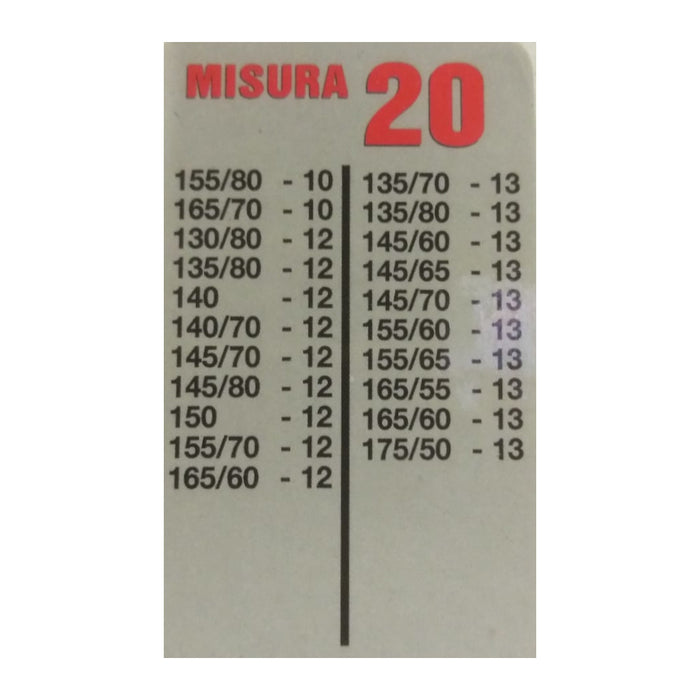 MISURA 20
155/80 - 10
165/70 - 10
130/80 - 12
135/80 - 12
140 - 12
140/70 - 12
145/70 - 12
145/80 - 12
150 - 12
155/70 - 12
165/60 - 12
135/70 - 13
135/80 - 13
145/60 - 13
145/65 - 13
145/70 - 13
155/60 - 13
155/65 - 13
165/55 - 13
165/60 - 13
175/50 - 13